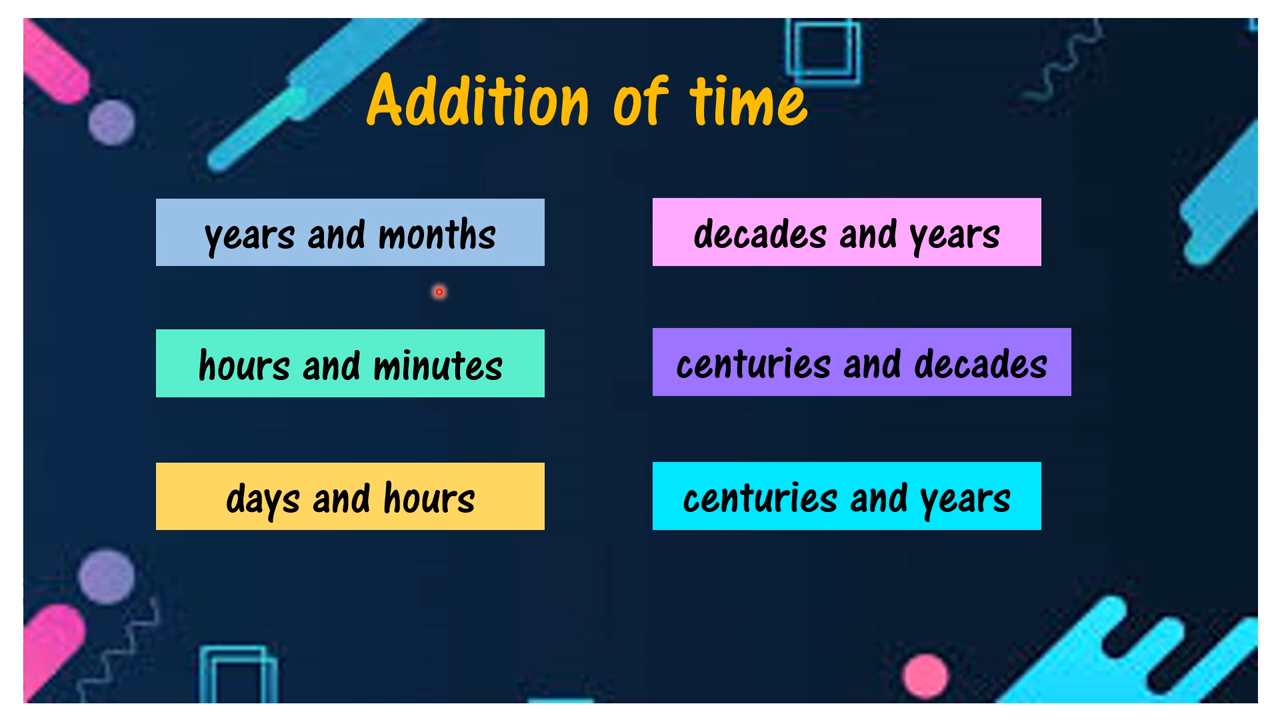 Addition of time
years and months
decades and years
hours and minutes
centuries and decades
days and hours
centuries and years